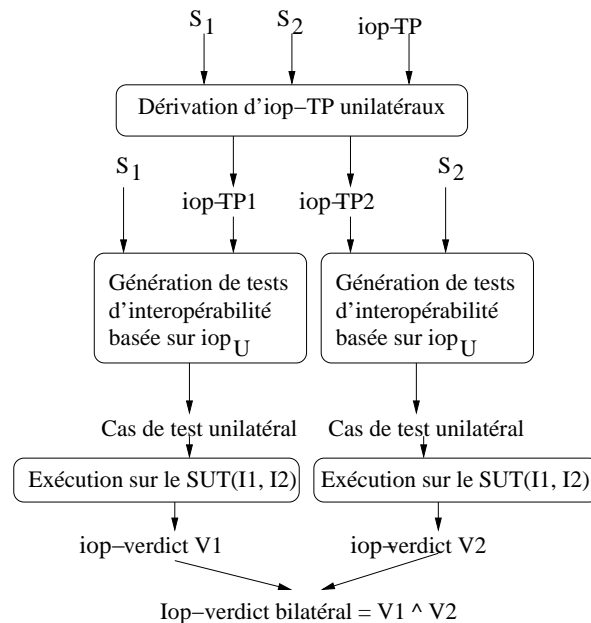 S1 S2 iop–TP
Dérivation d'iop–TP unilatéraux
S1 iop–TP1 iop–TP2 S2
Génération de tests
d'interopérabilité
basée sur iopU
Génération de tests
d'interopérabilité
basée sur iopU
Cas de test unilatéral
Cas de test unilatéral
Exécution sur le SUT(I1, I2)
Exécution sur le SUT(I1, I2)
iop–verdict V1
iop–verdict V2
Iop–verdict bilatéral = V1 ^ V2